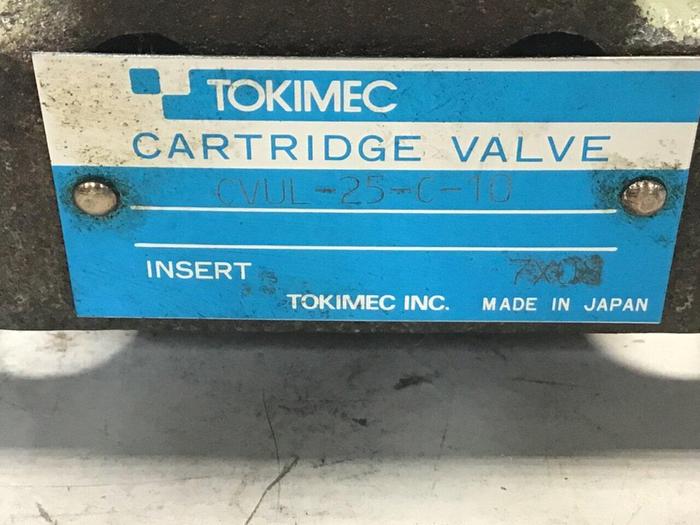 TOKIMEC
CARTRIDGE VALVE
CVUL-25-C-10
INSERT
TOKIMEC INC. MADE IN JAPAN